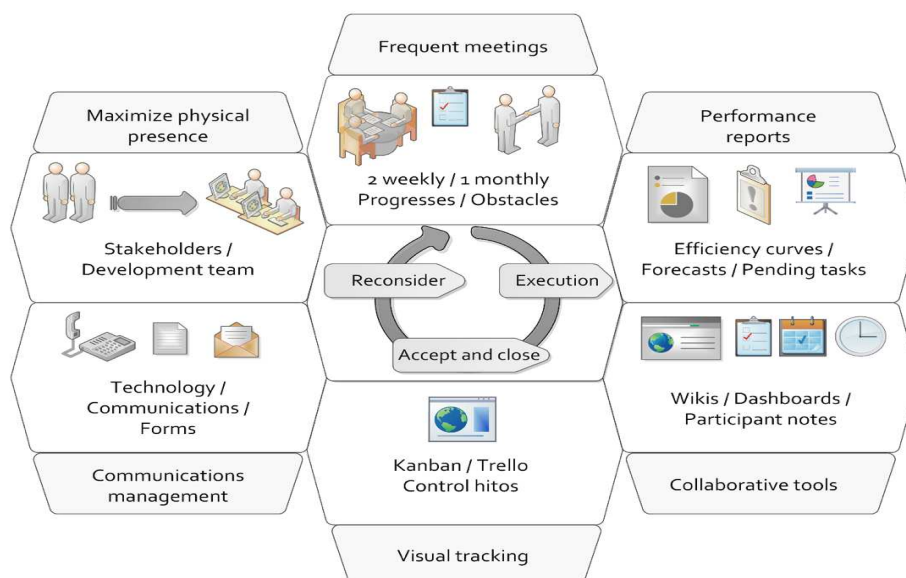 Frequent meetings
2 weekly / 1 monthly
Progresses / Obstacles
Maximize physical
presence
Stakeholders /
Development team
Performance
reports
Efficiency curves /
Forecasts / Pending tasks
Reconsider
Execution
Accept and close
Technology /
Communications /
Forms
Communications
management
Kanban / Trello
Control hitos
Visual tracking
Wikis / Dashboards /
Participant notes
Collaborative tools